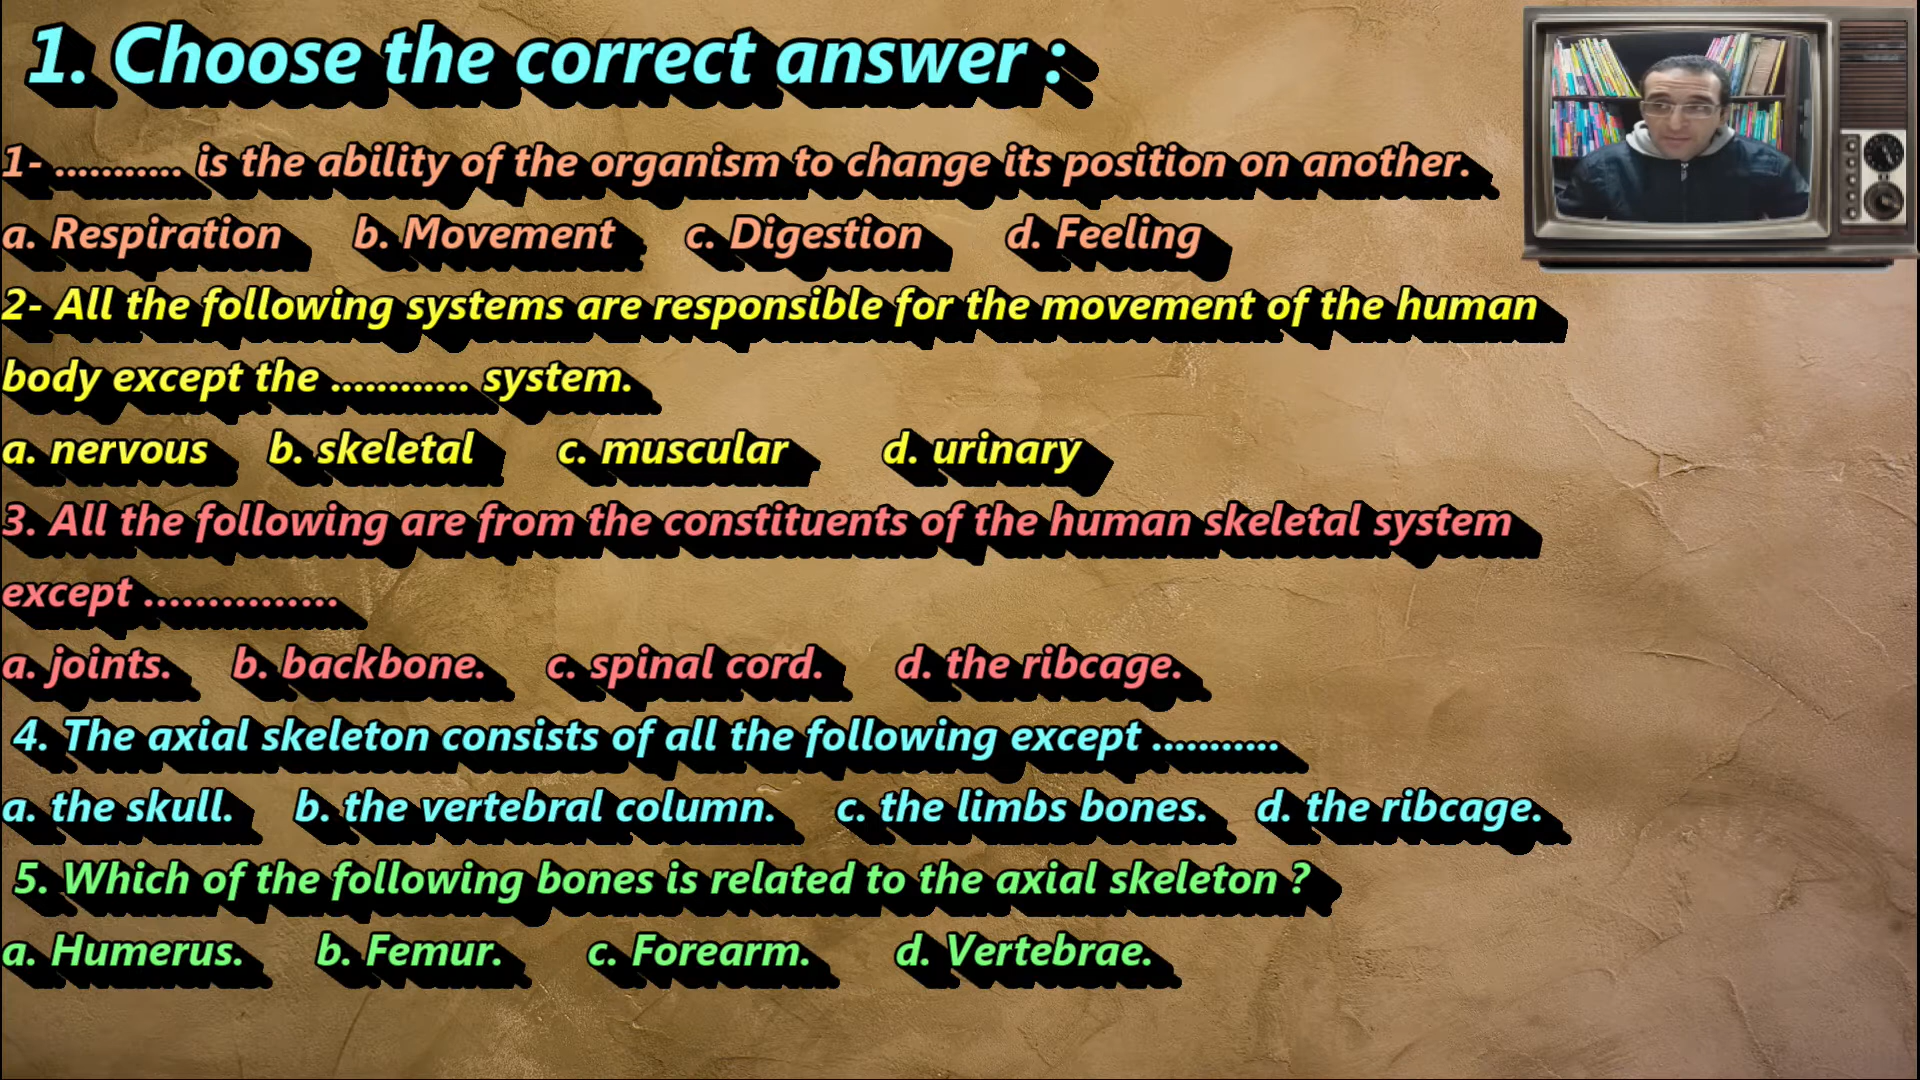 1. Choose the correct answer :
1- ........... is the ability of the organism to change its position on another.
a. Respiration b. Movement c. Digestion d. Feeling
2- All the following systems are responsible for the movement of the human
body except the ............ system.
a. nervous b. skeletal c. muscular d. urinary
3. All the following are from the constituents of the human skeletal system
except ...............
a. joints. b. backbone. c. spinal cord. d. the ribcage.
4. The axial skeleton consists of all the following except ...........
a. the skull. b. the vertebral column. c. the limbs bones. d. the ribcage.
5. Which of the following bones is related to the axial skeleton ?
a. Humerus. b. Femur. c. Forearm. d. Vertebrae.